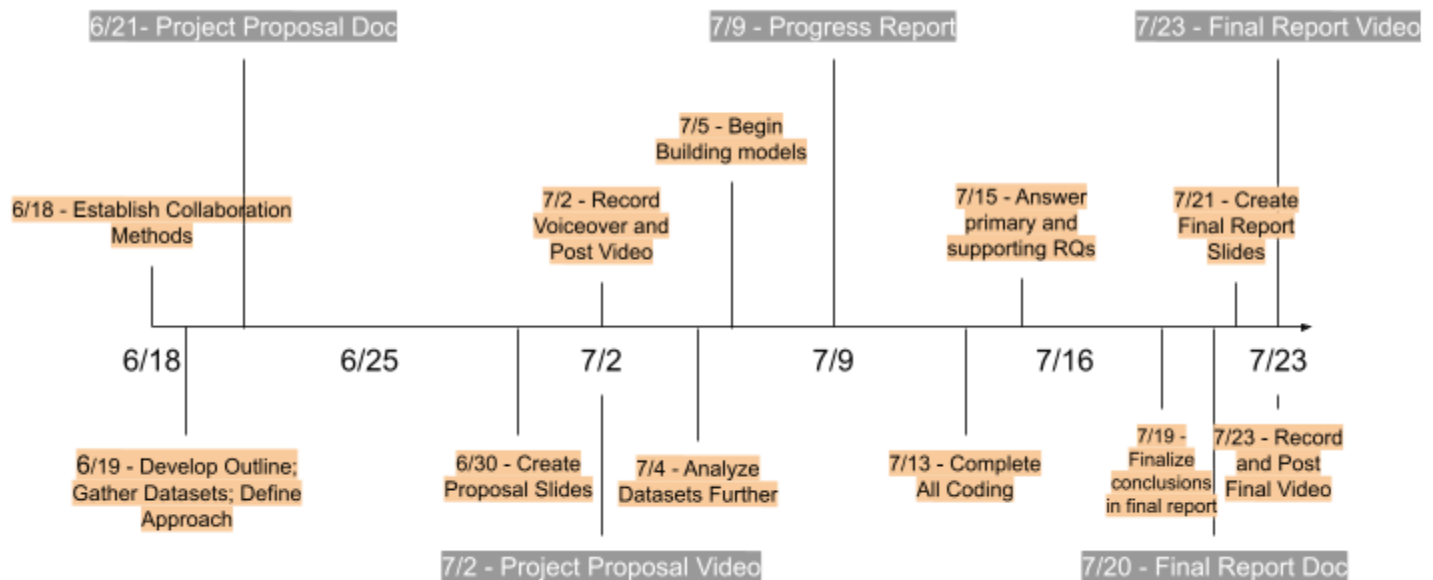 6/21- Project Proposal Doc
7/9 - Progress Report
7/23 - Final Report Video
7/5 - Begin
Building models
6/18 - Establish Collaboration
Methods
7/2 - Record
Voiceover and
Post Video
7/15 - Answer
primary and
supporting RQs
7/21 - Create
Final Report
Slides
6/18
6/25
7/2
7/9
7/16
7/23
6/19 - Develop Outline;
Gather Datasets; Define
Approach
6/30 - Create
Proposal Slides
7/4 - Analyze
Datasets Further
7/13 - Complete
All Coding
7/19 -
Finalize
conclusions
in final report
7/23 - Record
and Post
Final Video
7/2 - Project Proposal Video
7/20 - Final Report Doc